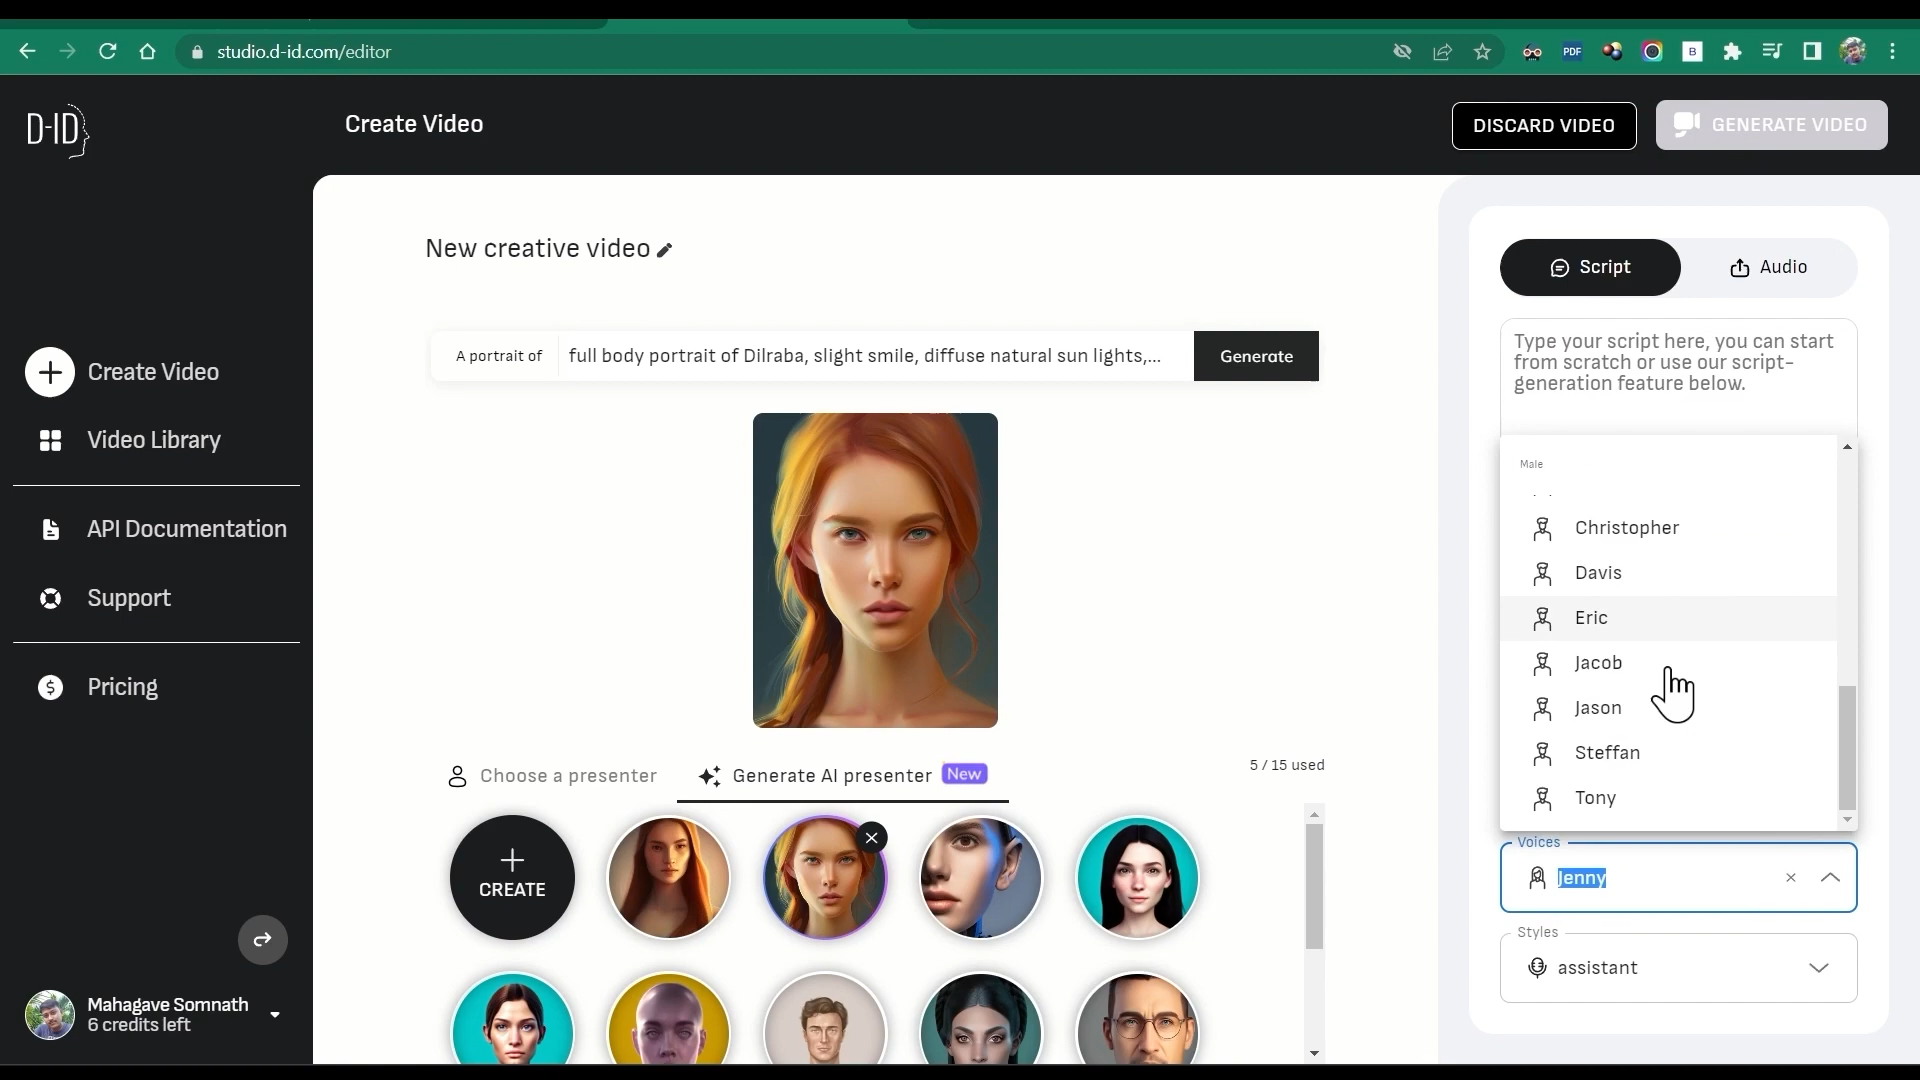 studio.d-id.com/editor
PDF
B
D-ID
Create Video
DISCARD VIDEO
GENERATE VIDEO
New creative video
Script
Audio
A portrait of
full body portrait of Dilraba, slight smile, diffuse natural sun lights,...
Generate
Type your script here, you can start
from scratch or use our script-
generation feature below.
Create Video
Video Library
API Documentation
Support
Pricing
Male
Christopher
Davis
Eric
Jacob
Jason
Steffan
Tony
Choose a presenter
Generate AI presenter
New
5 / 15 used
CREATE
Voices
Jenny
Styles
assistant
Mahagave Somnath
6 credits left